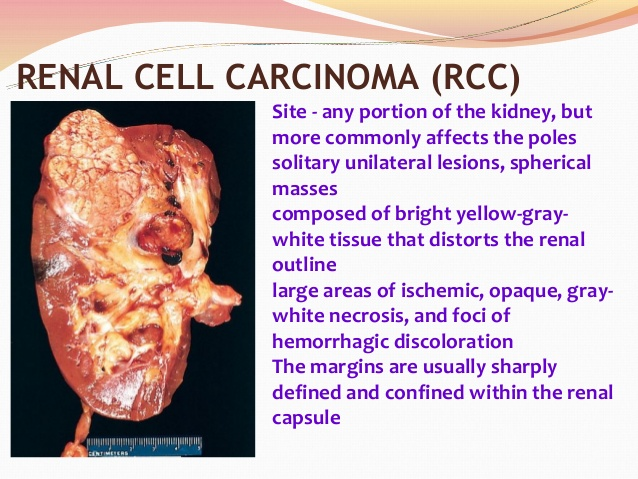 RENAL CELL CARCINOMA (RCC)
Site - any portion of the kidney, but
more commonly affects the poles
solitary unilateral lesions, spherical
masses
composed of bright yellow-gray-
white tissue that distorts the renal
outline
large areas of ischemic, opaque, gray-
white necrosis, and foci of
hemorrhagic discoloration
The margins are usually sharply
defined and confined within the renal
capsule
CENTIMETERS